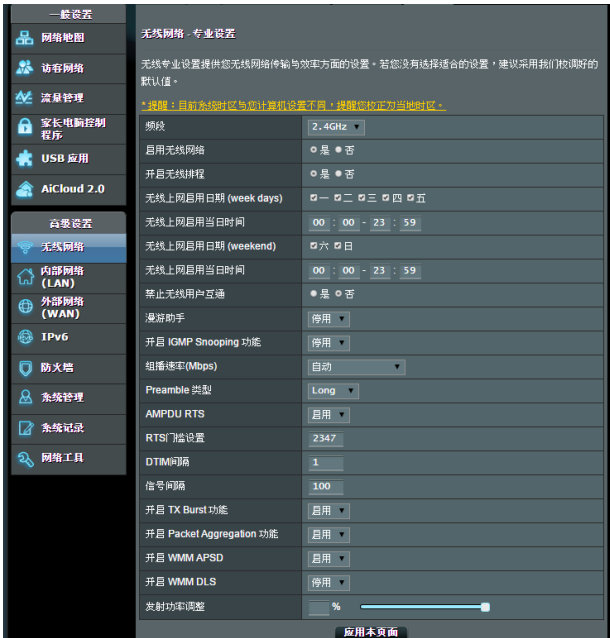 一般设置
网络地图
访客网络
流量管理
家长电脑控制
程序
USB 应用
AiCloud 2.0
高级设置
无线网络
内部网络
(LAN)
外部网络
(WAN)
IPv6
防火墙
系统管理
系统记录
网络工具
无线网络 - 专业设置
无线专业设置提供您无线网络传输与效率方面的设置。若您没有选择适合的设置，建议采用我们校调好的
默认值。
*提醒：目前系统时区与您计算机设置不同，提醒您校正为当地时区。
频段 2.4GHz
启用无线网络 是 否
开启无线排程 是 否
无线上网启用日期 (week days) 一 二 三 四 五
无线上网启用当日时间 00 : 00 - 23 : 59
无线上网启用日期 (weekend) 六 日
无线上网启用当日时间 00 : 00 - 23 : 59
禁止无线用户互通 是 否
漫游助手 停用
开启 IGMP Snooping 功能 停用
组播速率(Mbps) 自动
Preamble 类型 Long
AMPDU RTS 启用
RTS门槛设置 2347
DTIM间隔 1
信号间隔 100
开启 TX Burst 功能 启用
开启 Packet Aggregation 功能 启用
开启 WMM APSD 启用
开启 WMM DLS 停用
发射功率调整 %
应用本页面